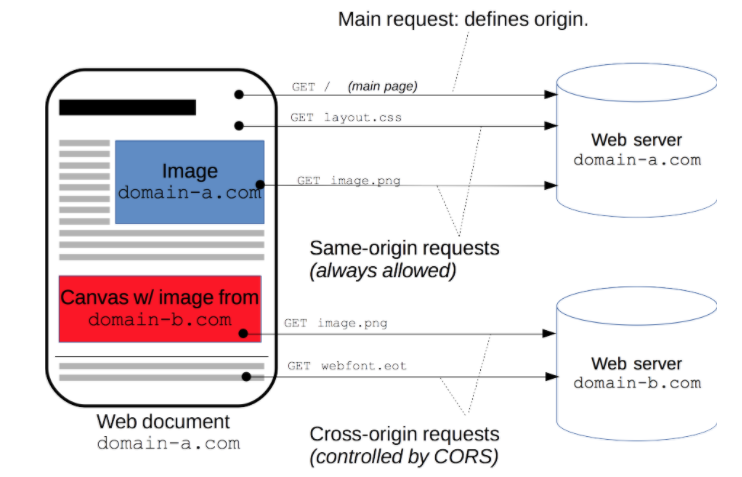 Main request: defines origin.
GET / (main page)
GET layout.css
Image
domain-a.com
GET image.png
Web server
domain-a.com
Same-origin requests
(always allowed)
Canvas w/ image from
domain-b.com
GET image.png
GET webfont.eot
Web server
domain-b.com
Web document
domain-a.com
Cross-origin requests
(controlled by CORS)